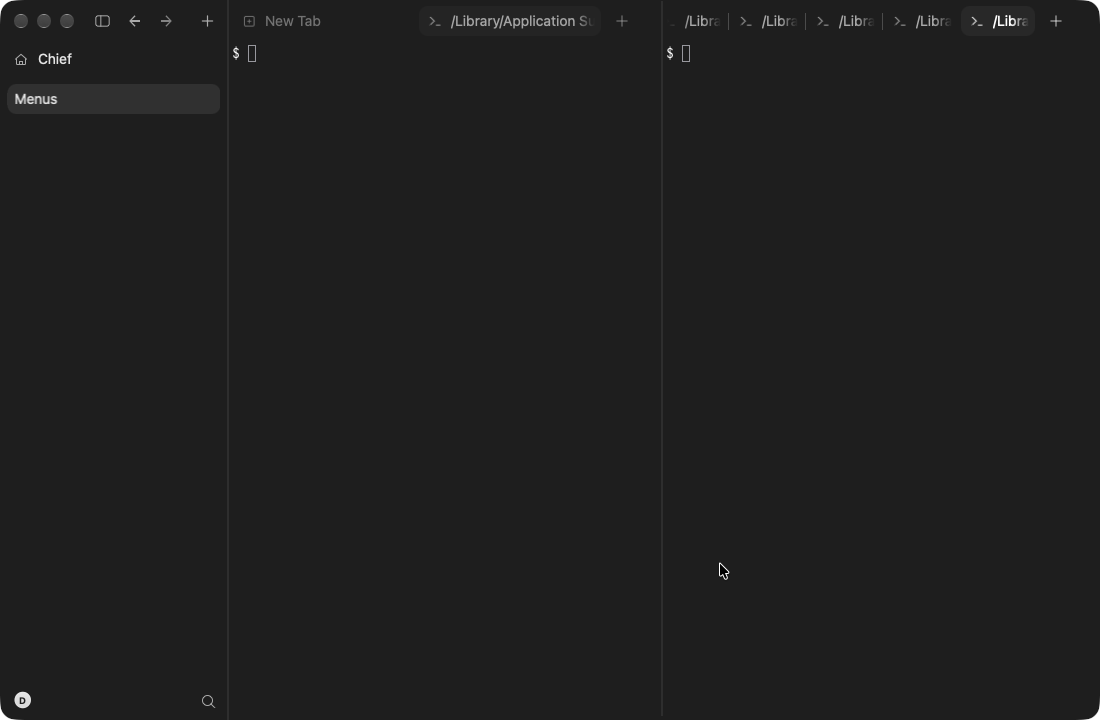 New Tab
/Library/Application Su
/Libra
/Libra
/Libra
/Libra
/Libra
Chief
$
$
Menus
D